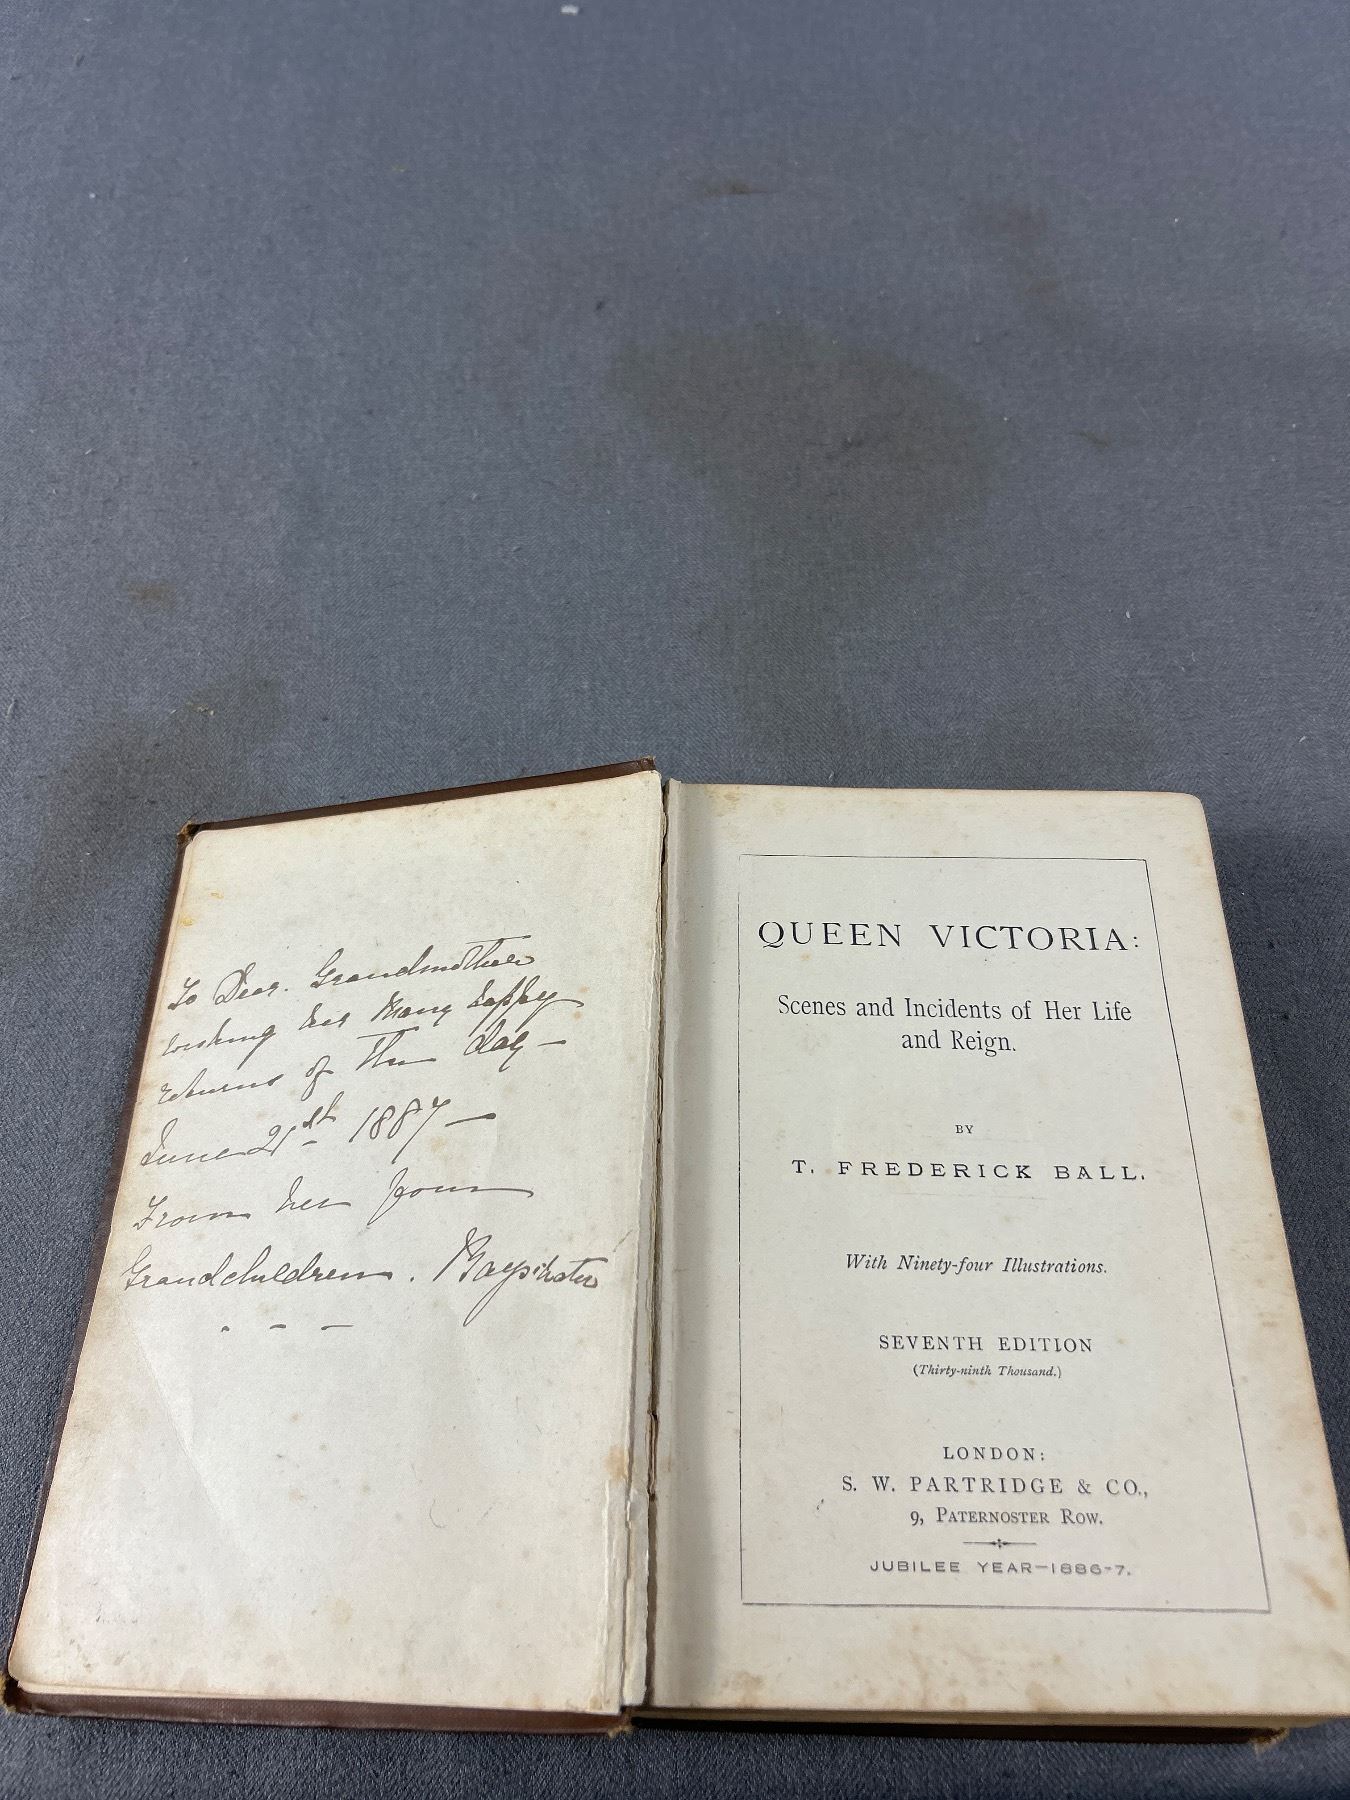 To Dear. Grandmother
wishing her Many happy
returns of the day —
June 21st 1887 —
From her four
Grandchildren.
QUEEN VICTORIA:
Scenes and Incidents of Her Life
and Reign.
BY
T. FREDERICK BALL.
With Ninety-four Illustrations.
SEVENTH EDITION
(Thirty-ninth Thousand.)
LONDON:
S. W. PARTRIDGE & CO.,
9, PATERNOSTER ROW.
JUBILEE YEAR—1886-7.